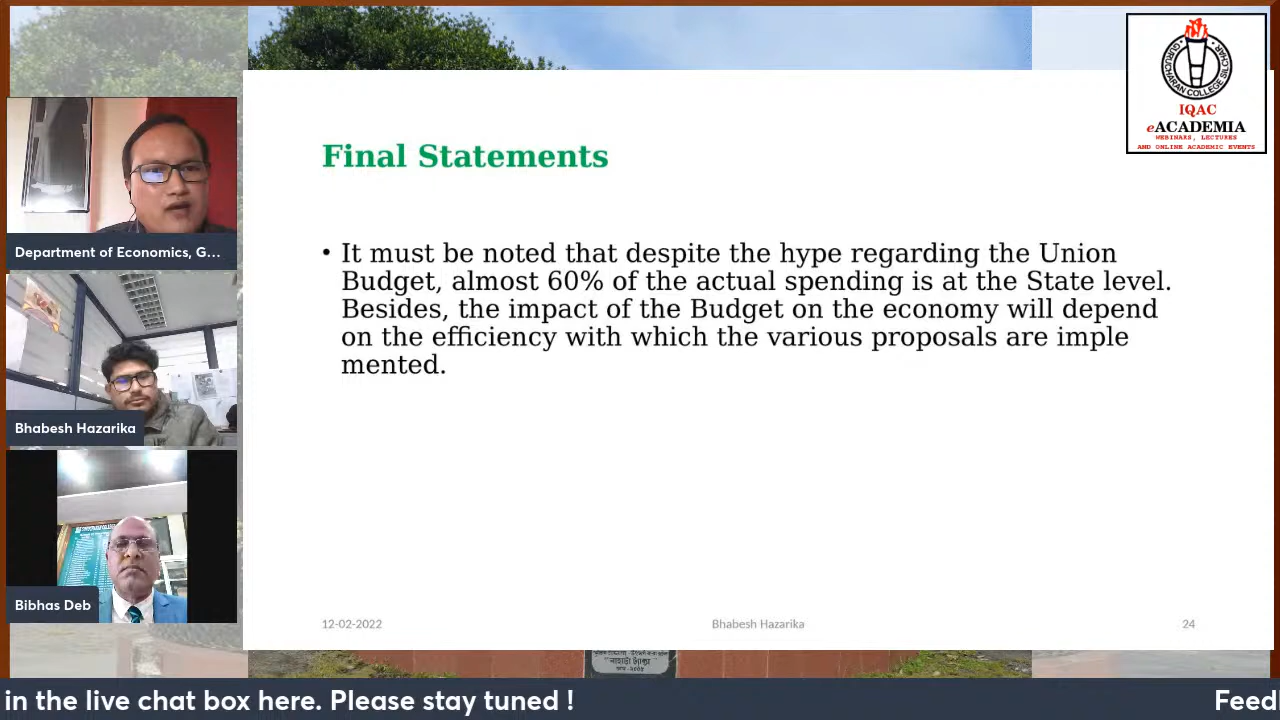 GURUCHARAN COLLEGE SILCHAR
IQAC
eACADEMIA
WEBINARS, LECTURES
AND ONLINE ACADEMIC EVENTS
Final Statements
• It must be noted that despite the hype regarding the Union
Budget, almost 60% of the actual spending is at the State level.
Besides, the impact of the Budget on the economy will depend
on the efficiency with which the various proposals are imple
mented.
12-02-2022
Bhabesh Hazarika
24
Department of Economics, G...
Bhabesh Hazarika
Bibhas Deb
in the live chat box here. Please stay tuned !